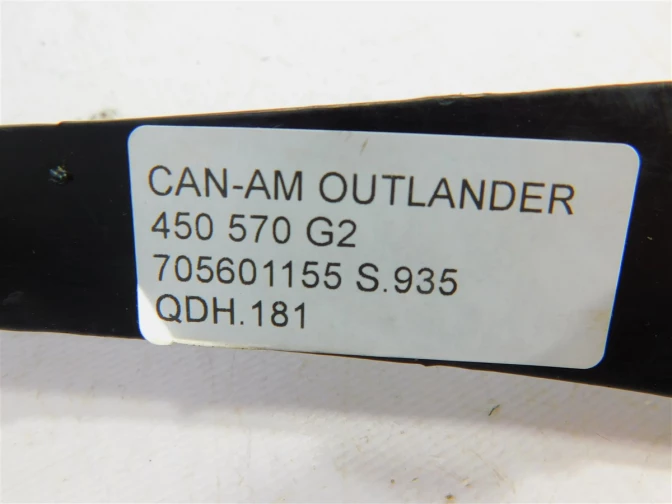 CAN-AM OUTLANDER
450 570 G2
705601155 S.935
QDH.181